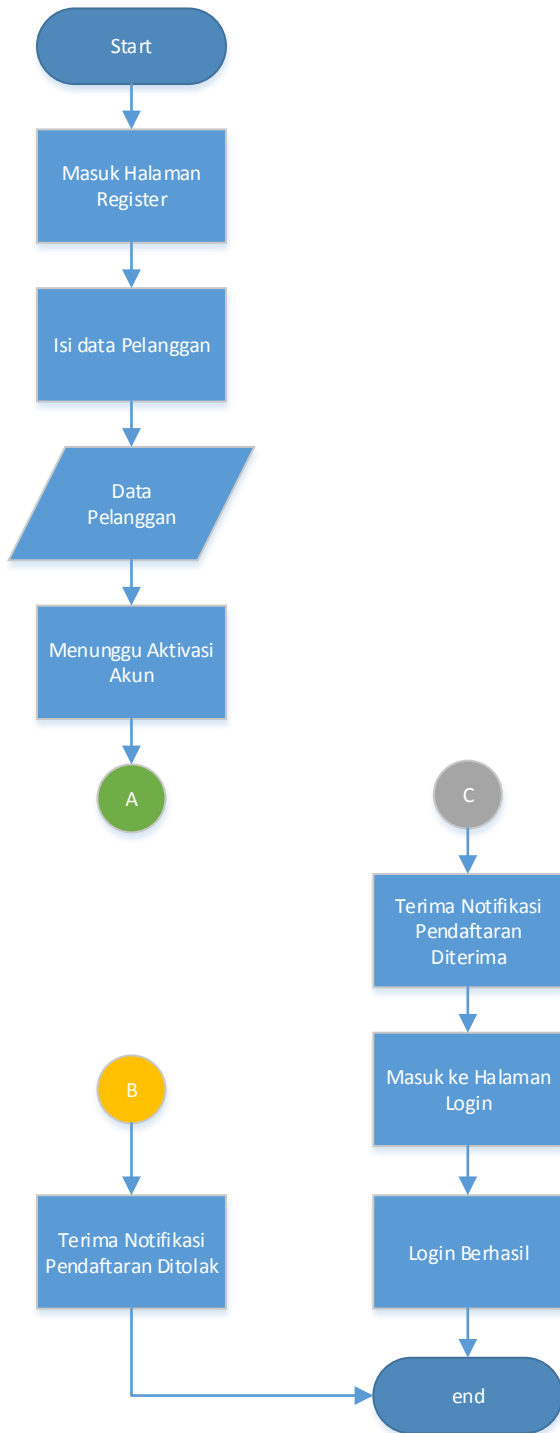 Start
Masuk Halaman
Register
Isi data Pelanggan
Data
Pelanggan
Menunggu Aktivasi
Akun
A
C
Terima Notifikasi
Pendaftaran
Diterima
Masuk ke Halaman
Login
B
Terima Notifikasi
Pendaftaran Ditolak
Login Berhasil
end